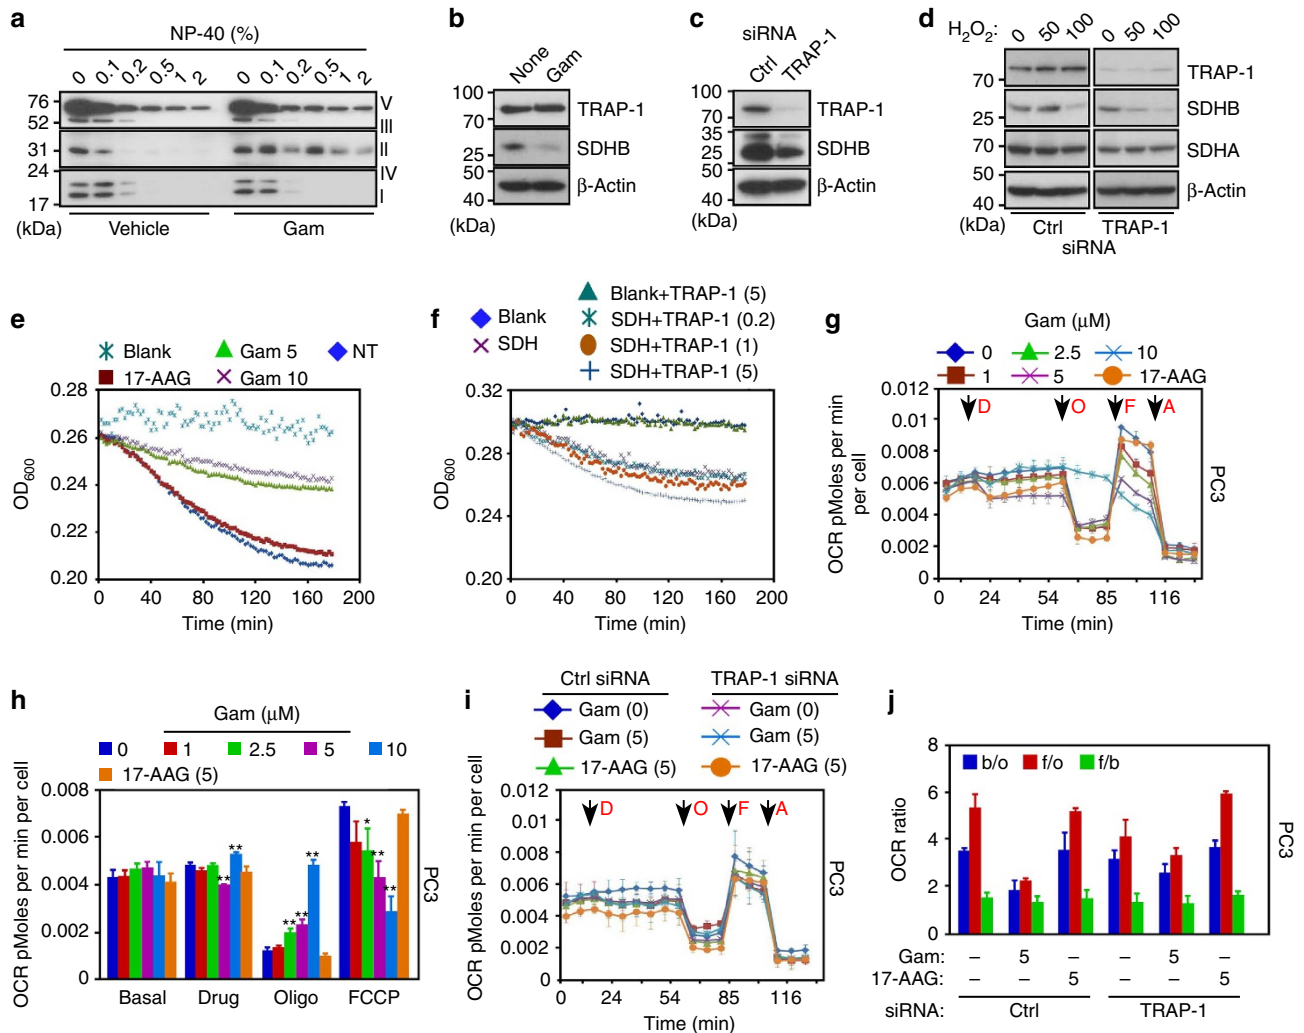 a
NP-40 (%)
0 0.1 0.2 0.5 1 2 0 0.1 0.2 0.5 1 2
76
52
31
24
17
(kDa)
V
III
II
IV
I
Vehicle Gam
b
None Gam
100
70
25
50
40
(kDa)
TRAP-1
SDHB
β-Actin
c
siRNA
Ctrl TRAP-1
100
70
35
25
50
40
(kDa)
TRAP-1
SDHB
β-Actin
d
H2O2: 0 50 100 0 50 100
70
25
70
40
(kDa)
TRAP-1
SDHB
SDHA
β-Actin
Ctrl TRAP-1
siRNA
e
Blank Gam 5 NT
17-AAG Gam 10
0.28
0.26
0.24
0.22
0.20
OD600
0 40 80 120 160 200
Time (min)
f
Blank
SDH
Blank+TRAP-1 (5)
SDH+TRAP-1 (0.2)
SDH+TRAP-1 (1)
SDH+TRAP-1 (5)
0.32
0.28
0.24
0.20
OD600
0 40 80 120 160 200
Time (min)
g
Gam (µM)
0 2.5 10
1 5 17-AAG
0.012
0.010
0.008
0.006
0.004
0.002
0
OCR pMoles per min
per cell
D O F A
PC3
0 24 54 85 116
Time (min)
h
Gam (µM)
0 1 2.5 5 10
17-AAG (5)
0.008
0.006
0.004
0.002
0
OCR pMoles per min per cell
** ** ** ** ** * ** **
PC3
Basal Drug Oligo FCCP
i
Ctrl siRNA TRAP-1 siRNA
Gam (0) Gam (0)
Gam (5) Gam (5)
17-AAG (5) 17-AAG (5)
0.012
0.010
0.008
0.006
0.004
0.002
0
OCR pMoles per min per cell
D O F A
PC3
0 24 54 85 116
Time (min)
j
b/o f/o f/b
8
6
4
2
0
OCR ratio
PC3
Gam: – 5 – – 5 –
17-AAG: – – 5 – – 5
siRNA: Ctrl TRAP-1